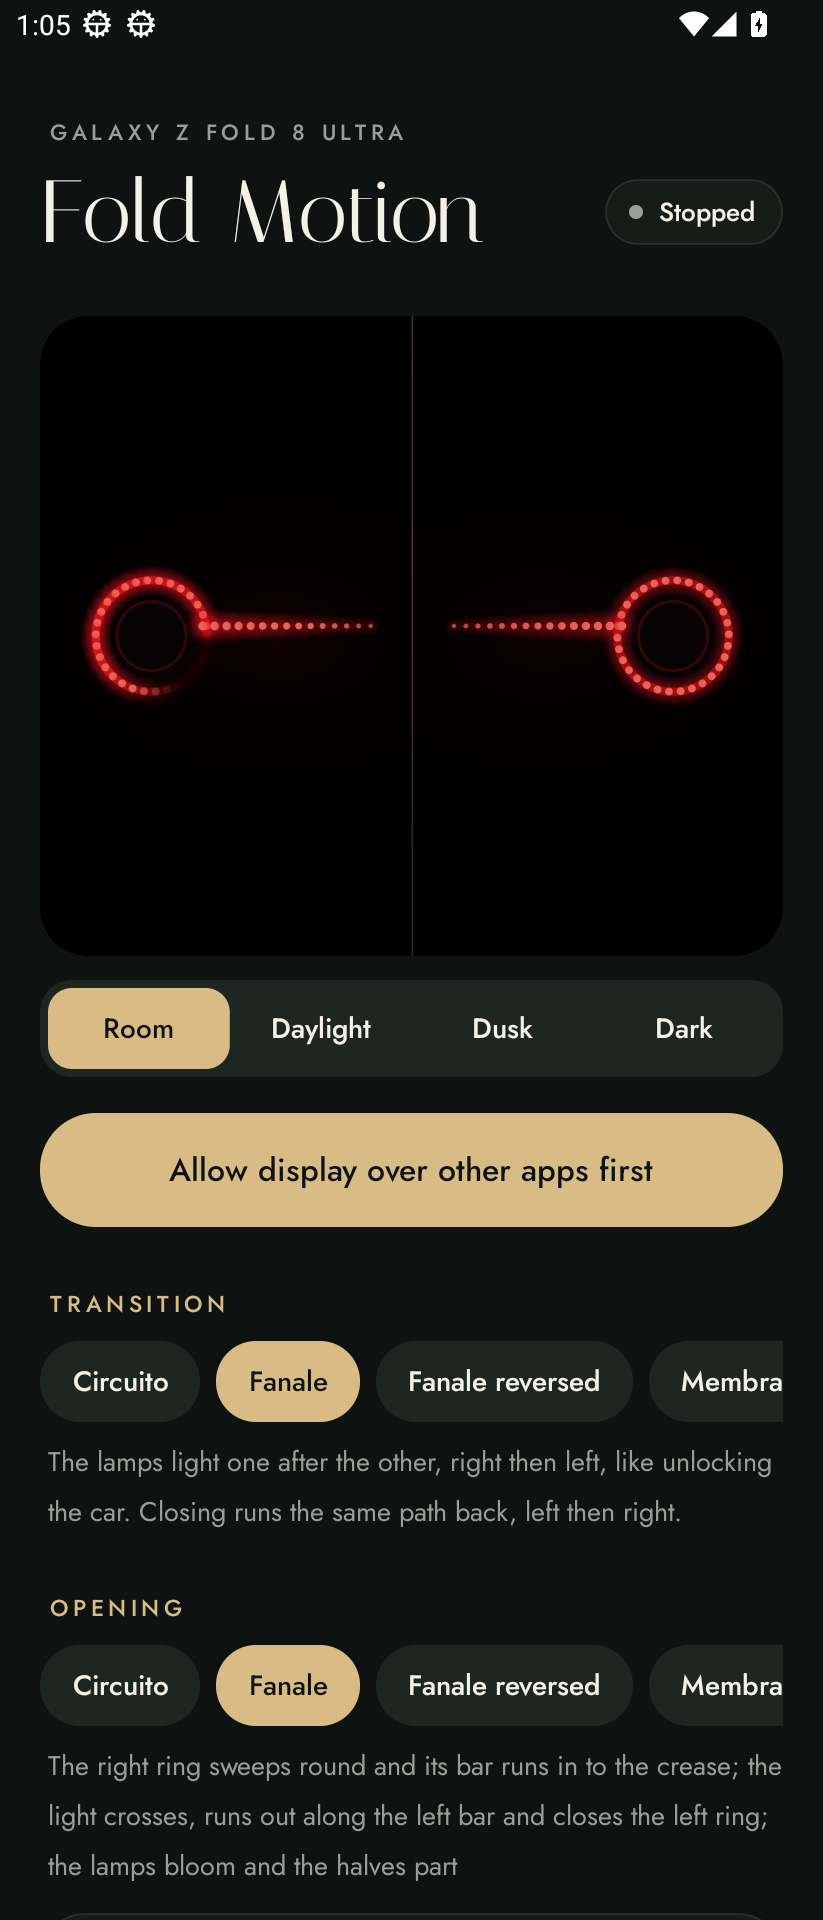 1:05
GALAXY Z FOLD 8 ULTRA
Fold Motion
Stopped
Room Daylight Dusk Dark
Allow display over other apps first
TRANSITION
Circuito Fanale Fanale reversed Membra
The lamps light one after the other, right then left, like unlocking
the car. Closing runs the same path back, left then right.
OPENING
Circuito Fanale Fanale reversed Membra
The right ring sweeps round and its bar runs in to the crease; the
light crosses, runs out along the left bar and closes the left ring;
the lamps bloom and the halves part